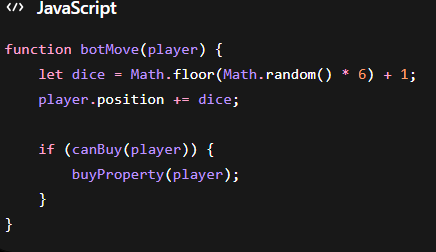 </> JavaScript
function botMove(player) {
    let dice = Math.floor(Math.random() * 6) + 1;
    player.position += dice;

    if (canBuy(player)) {
        buyProperty(player);
    }
}